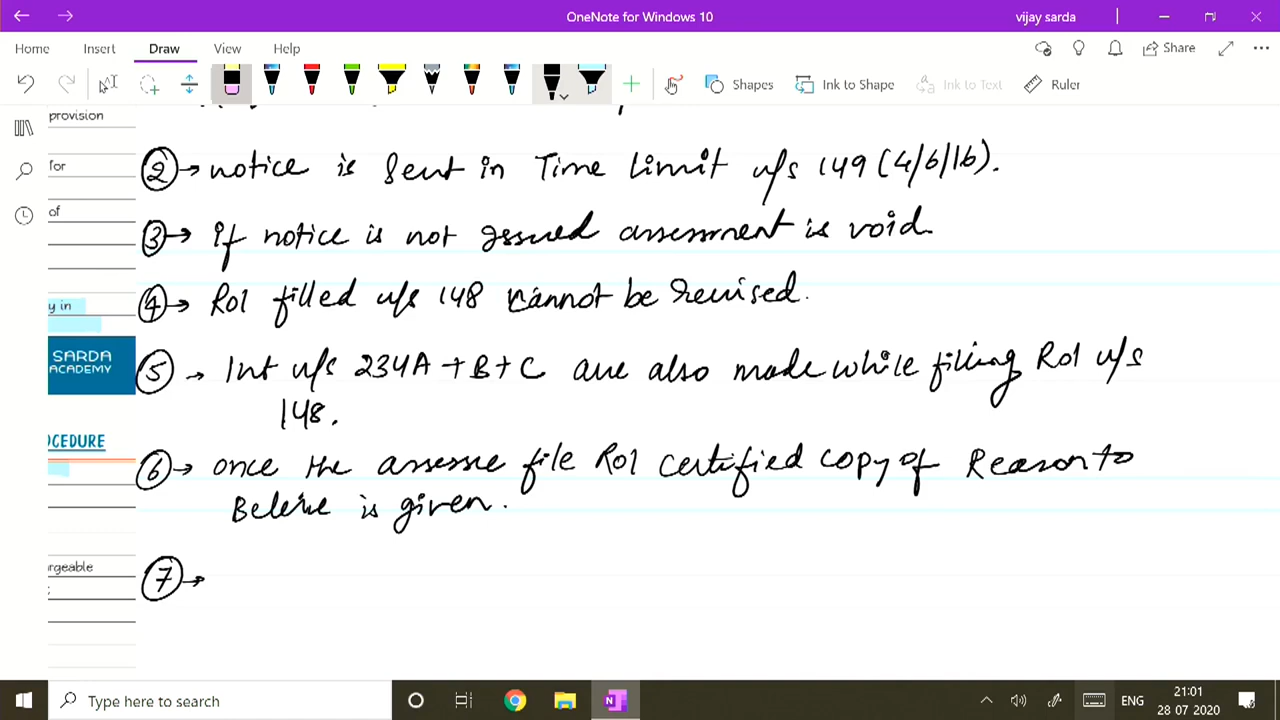 OneNote for Windows 10
vijay sarda
Home Insert Draw View Help
Share
Shapes
Ink to Shape
Ink to Text
Ruler
provision
for
of
y in
SARDA
ACADEMY
OCEDURE
rgeable
② → notice is Sent in Time Limit u/s 149 (4/6/16).
③ → if notice is not issued assessment is void.
④ → ROI filled u/s 148 cannot be revised.
⑤ → Int u/s 234A + B + C are also made while filing ROI u/s
148.
⑥ → once the assesse file ROI certified copy of Reason to
Beleive is given.
⑦ →
Type here to search
ENG
21:01
28 07 2020